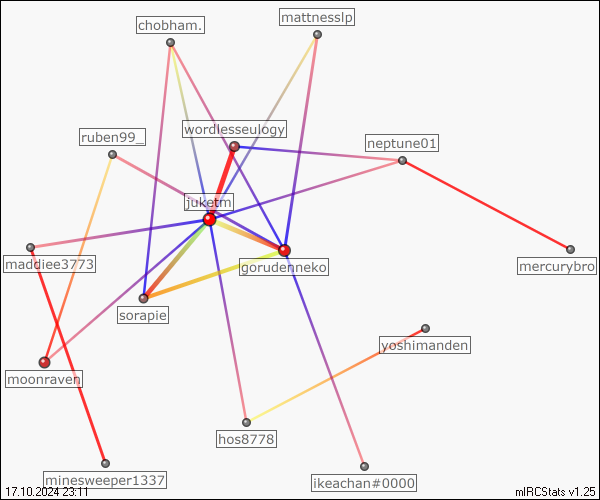 mattnesslp
chobham.
wordlesseulogy
ruben99_
neptune01
juketm
maddiee3773
gorudenneko
mercurybro
sorapie
yoshimanden
moonraven
hos8778
minesweeper1337
ikeachan#0000
17.10.2024 23:11
mIRCStats v1.25